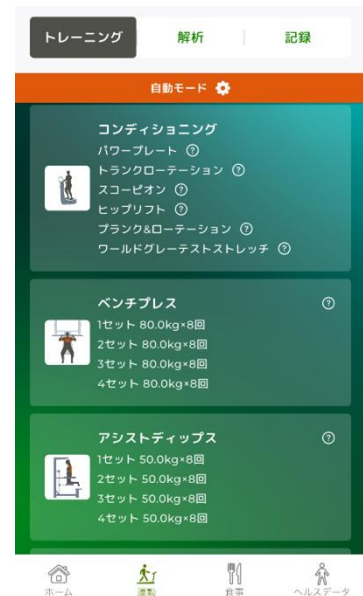 トレーニング
解析
記録
自動モード
コンディショニング
パワープレート ?
トランクローテーション ?
スコーピオン ?
ヒップリフト ?
プランク&ローテーション ?
ワールドグレーテストストレッチ ?
ベンチプレス ?
1セット 80.0kg×8回
2セット 80.0kg×8回
3セット 80.0kg×8回
4セット 80.0kg×8回
アシストディップス ?
1セット 50.0kg×8回
2セット 50.0kg×8回
3セット 50.0kg×8回
4セット 50.0kg×8回
ホーム
運動
食事
ヘルスデータ